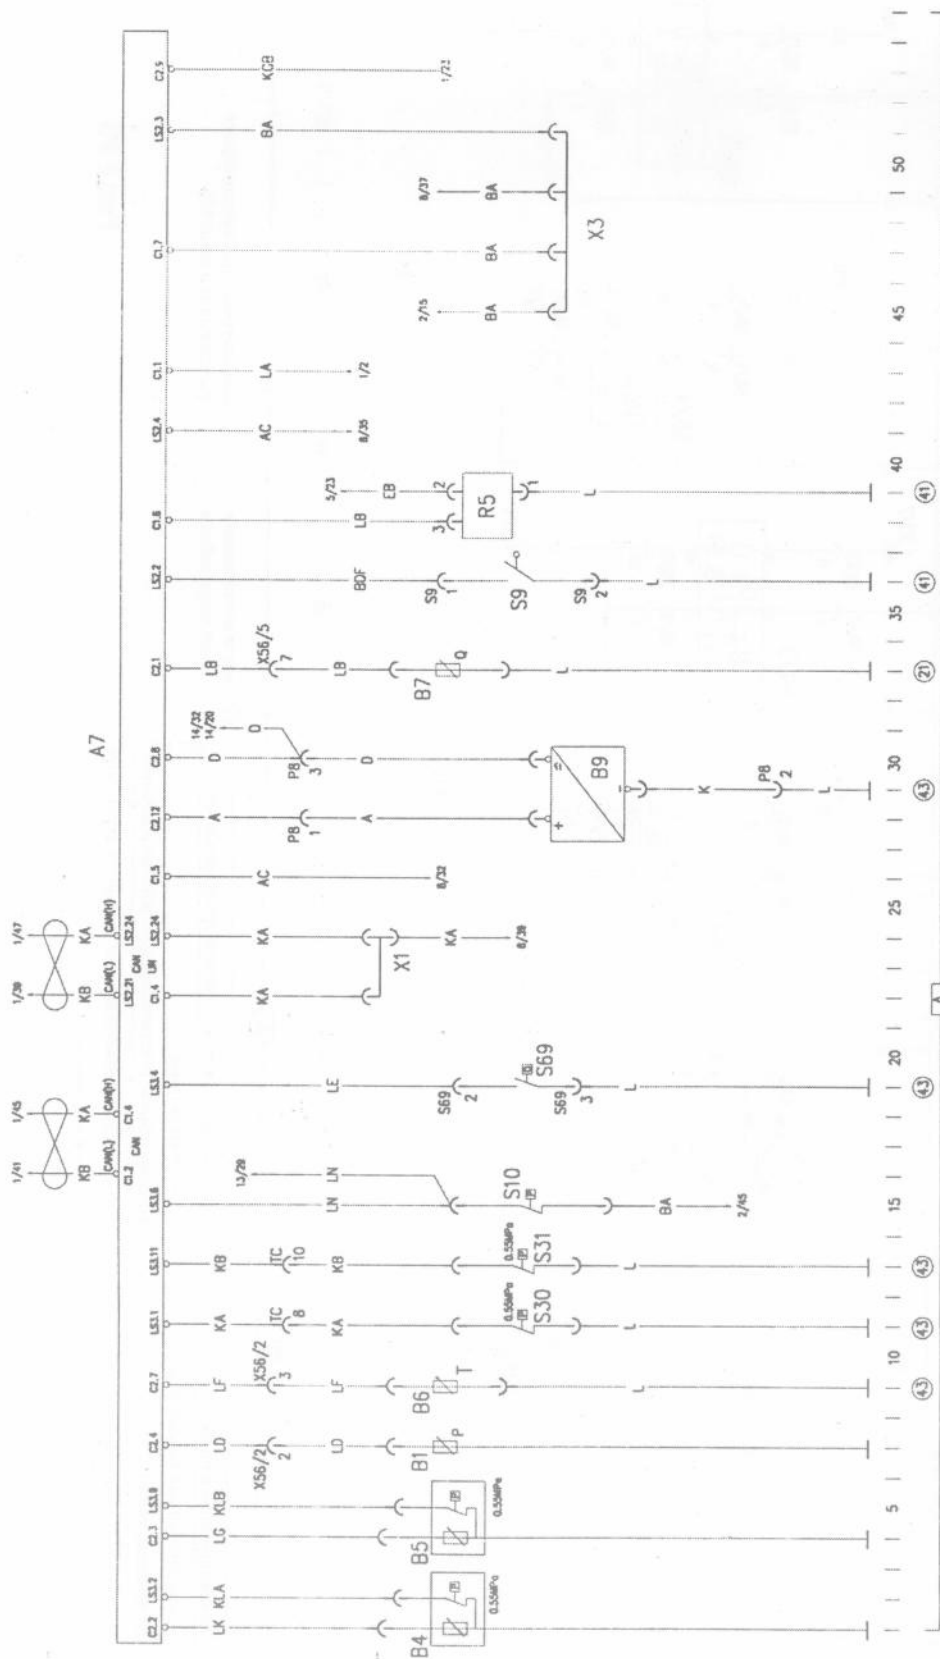 A7
C2.2
LK
B4
LS3.2
KLA
P
0.55MPa
C2.3
LG
B5
LS3.9
KLB
P
0.55MPa
C2.4
LD
X56/2
2
LD
B1
P
C2.7
LF
X56/2
3
LF
B6
T
L
LS3.1
KA
TC
8
KA
0.55MPa
P
S30
L
LS3.11
KB
TC
10
KB
0.55MPa
P
S31
L
LS3.6
LN
13/29
LN
S10
P
BA
2/45
1/41
KB
CAN(L)
C1.2
CAN
1/45
KA
CAN(H)
C1.4
LS3.4
LE
S69
2
S69
S69
3
L
1/39
KB
CAN(L)
LS2.21
CAN
1/47
KA
CAN(H)
LS2.24
C1.4
LIN
LS2.24
KA
KA
X1
KA
C1.5
AC
8/32
C2.12
A
P8
1
A
+
C2.8
D
P8
3
D
14/32
14/20
D
B9
K
P8
2
L
C2.1
LB
X56/5
7
LB
B7
Q
L
LS2.2
S9
1
S9
S9
2
L
C1.6
LB
3
5/23
EB
2
R5
1
L
LS2.4
AC
8/35
C1.1
LA
1/2
2/15
BA
C1.7
BA
8/37
BA
LS2.3
BA
X3
C2.5
1/23
5
10
15
20
25
30
35
40
45
50
43
43
43
43
43
21
41
41
A